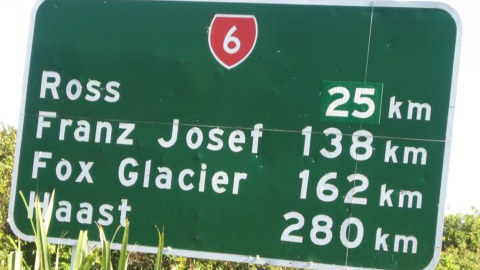 6
Ross 25 km
Franz Josef 138 km
Fox Glacier 162 km
Haast 280 km